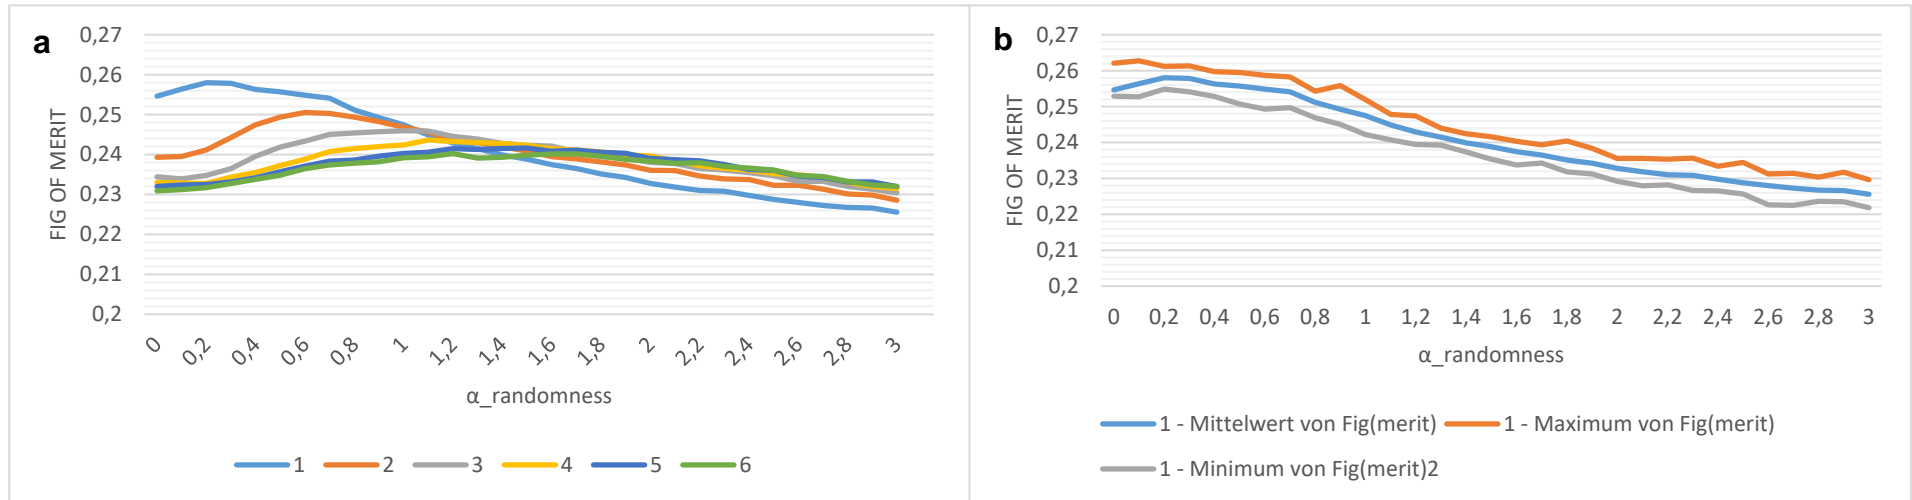 a
0,27
0,26
0,25
0,24
0,23
0,22
0,21
0,2
FIG OF MERIT
0 0,2 0,4 0,6 0,8 1 1,2 1,4 1,6 1,8 2 2,2 2,4 2,6 2,8 3
α_randomness
1 2 3 4 5 6
b
0,27
0,26
0,25
0,24
0,23
0,22
0,21
0,2
FIG OF MERIT
0 0,2 0,4 0,6 0,8 1 1,2 1,4 1,6 1,8 2 2,2 2,4 2,6 2,8 3
α_randomness
1 - Mittelwert von Fig(merit) 1 - Maximum von Fig(merit)
1 - Minimum von Fig(merit)2